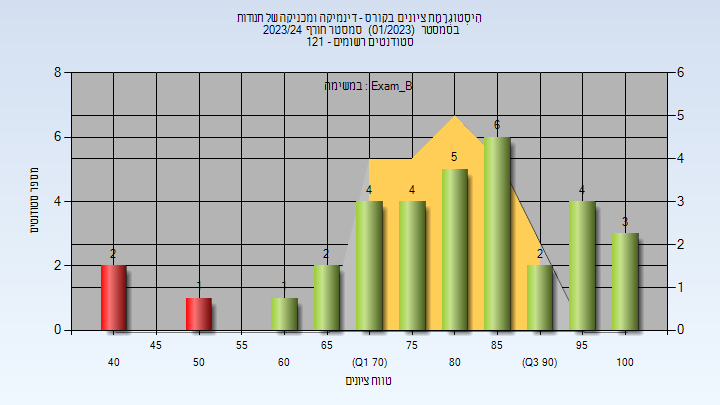 היסטוגרמת ציונים בקורס - דינמיקה ומכניקה של חנודות
בסמסטר (01/2023) סמסטר חורף 2023/24
סטודנטים רשומים - 121
במשימה : Exam_B
8 6 4 2 0
6 5 4 3 2 1 0
מספר סטודנטים
2 1 1 2 4 4 5 6 2 4 3
45 55 65 75 85 95
40 50 60 (Q1 70) 80 (Q3 90) 100
טווח ציונים